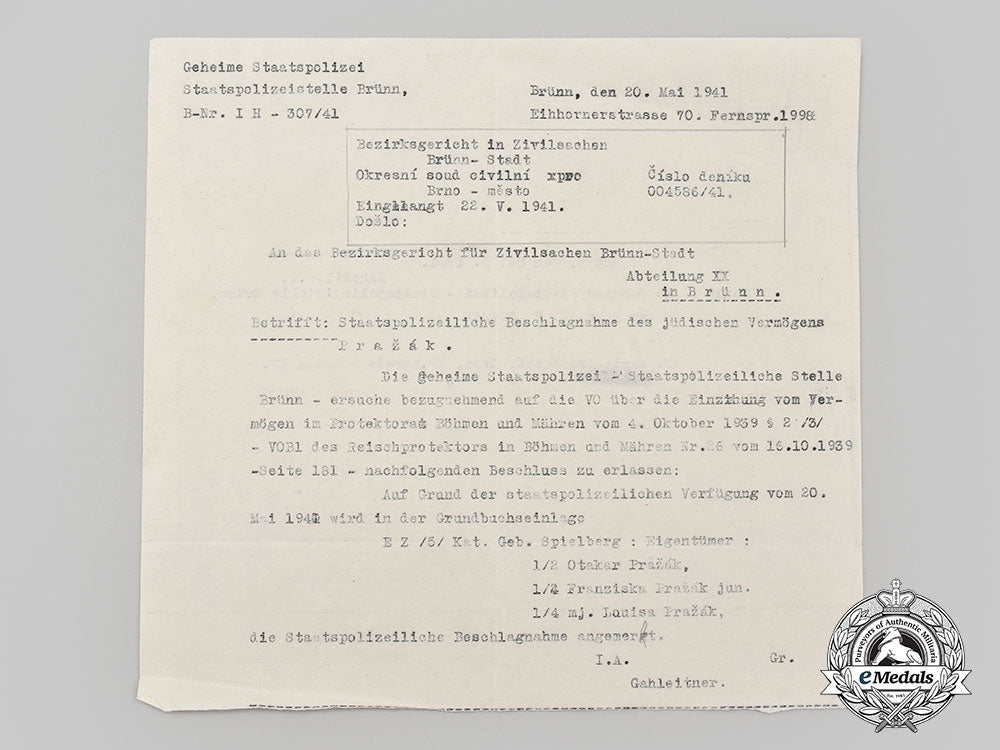 Geheime Staatspolizei
Staatspolizeistelle Brünn,
B-Nr. I H - 307/41
Brünn, den 20. Mai 1941
Eihhornerstrasse 70. Fernspr.1998
Bezirksgericht in Zivilsachen
Brünn- Stadt
Okresní soud civilní xpro
Brno - město
Číslo deníku
004586/41,
Eingklangt 22. V. 1941.
Došlo:
An das Bezirksgericht für Zivilsachen Brünn-Stadt
Abteilung XX
in B r ü n n .
Betrifft: Staatspolizeiliche Beschlagnahme des jüdischen Vermögens
P r a ž á k .
Die Geheime Staatspolizei - Staatspolizeiliche Stelle
Brünn - ersuche bezugnehmend auf die VO über die Einzibung vom Ver-
mögen im Protektorat Böhmen und Mähren vom 4. Oktober 1939 § 2 /3/
- VOBl des Reischprotektors in Böhmen und Mähren Nr.36 vom 16.10.1939
-Seite 181 - nachfolgenden Beschluss zu erlassen:
Auf Grund der staatspolizeilichen Verfügung vom 20.
Mai 1941 wird in der Grundbuchseinlage
E Z /5/ Kat. Geb. Spielberg : Eigentümer :
1/2 Otakar Pražák,
1/4 Franziska Pražák jun.
1/4 mj. Louisa Pražák,
die Staatspolizeiliche Beschlagnahme angemerkt.
I.A.
Gr.
Gahleitner.
Purveyors of Authentic Militaria
eMedals